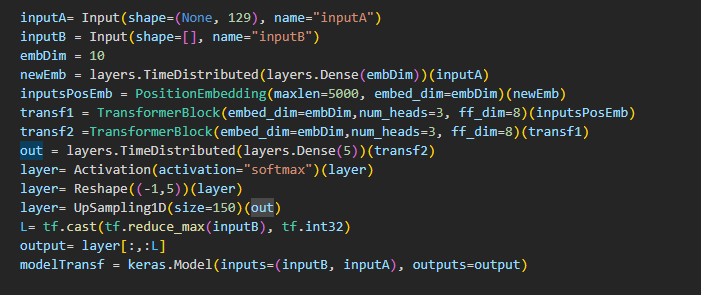 inputA= Input(shape=(None, 129), name="inputA")
inputB = Input(shape=[], name="inputB")
embDim = 10
newEmb = layers.TimeDistributed(layers.Dense(embDim))(inputA)
inputsPosEmb = PositionEmbedding(maxlen=5000, embed_dim=embDim)(newEmb)
transf1 = TransformerBlock(embed_dim=embDim,num_heads=3, ff_dim=8)(inputsPosEmb)
transf2 =TransformerBlock(embed_dim=embDim,num_heads=3, ff_dim=8)(transf1)
out = layers.TimeDistributed(layers.Dense(5))(transf2)
layer= Activation(activation="softmax")(layer)
layer= Reshape((-1,5))(layer)
layer= UpSampling1D(size=150)(out)
L= tf.cast(tf.reduce_max(inputB), tf.int32)
output= layer[:,:L]
modelTransf = keras.Model(inputs=(inputB, inputA), outputs=output)